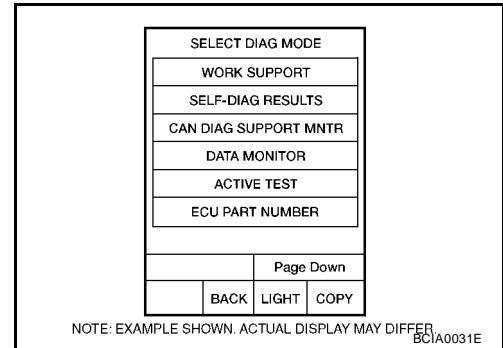 SELECT DIAG MODE
WORK SUPPORT
SELF-DIAG RESULTS
CAN DIAG SUPPORT MNTR
DATA MONITOR
ACTIVE TEST
ECU PART NUMBER
Page Down
BACK LIGHT COPY
NOTE: EXAMPLE SHOWN. ACTUAL DISPLAY MAY DIFFER.
BCIA0031E